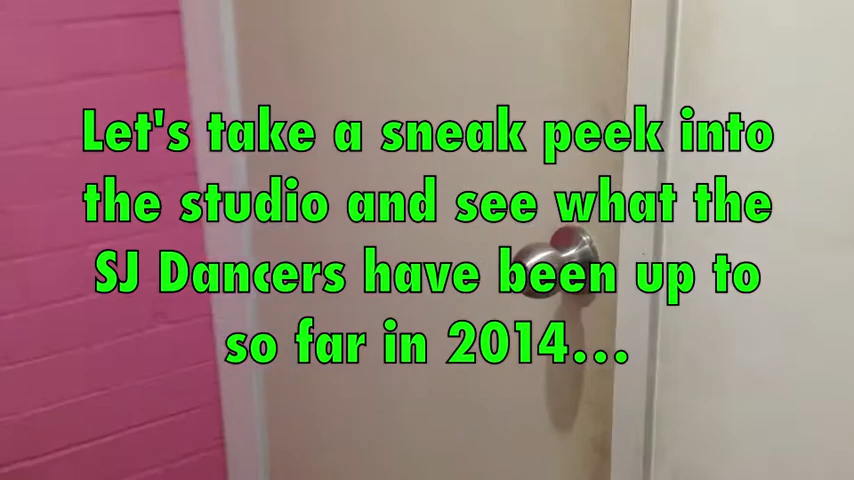 Let's take a sneak peek into
the studio and see what the
SJ Dancers have been up to
so far in 2014...